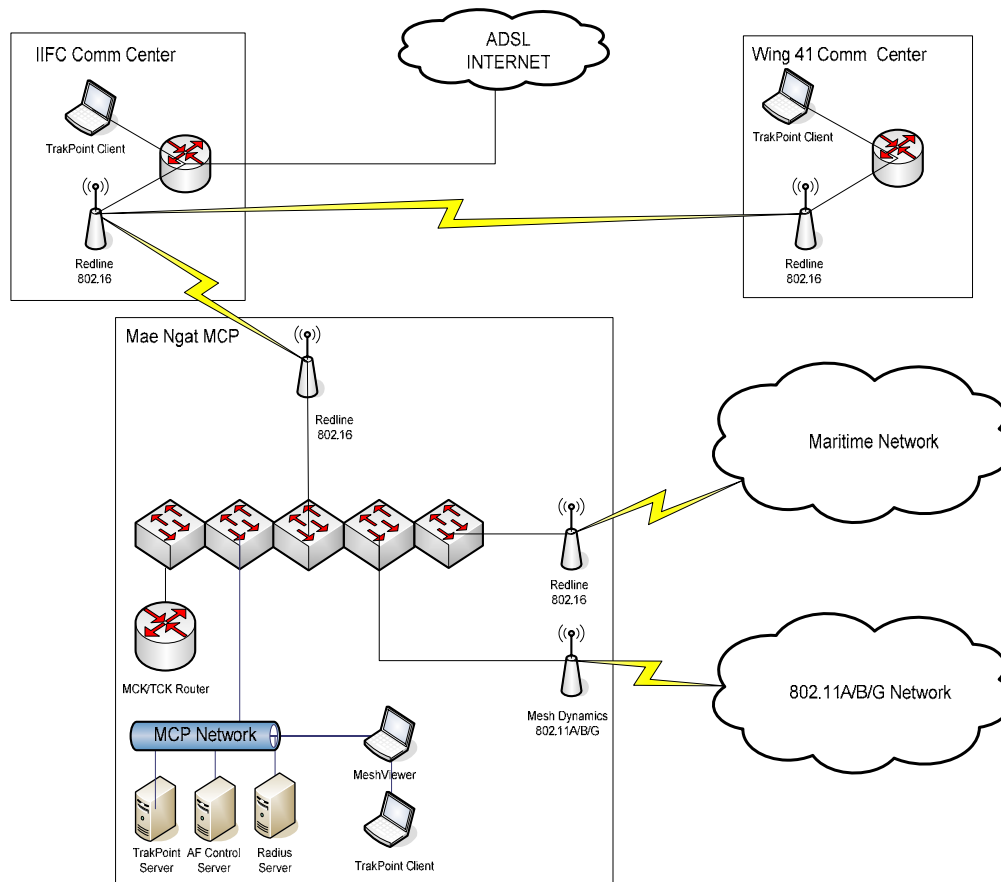 IIFC Comm Center
TrakPoint Client
Redline
802.16
ADSL
INTERNET
Wing 41 Comm Center
TrakPoint Client
Redline
802.16
Mae Ngat MCP
Redline
802.16
Maritime Network
Redline
802.16
MCK/TCK Router
Mesh Dynamics
802.11A/B/G
802.11A/B/G Network
MCP Network
MeshViewer
TrakPoint
Server
AF Control
Server
Radius
Server
TrakPoint Client